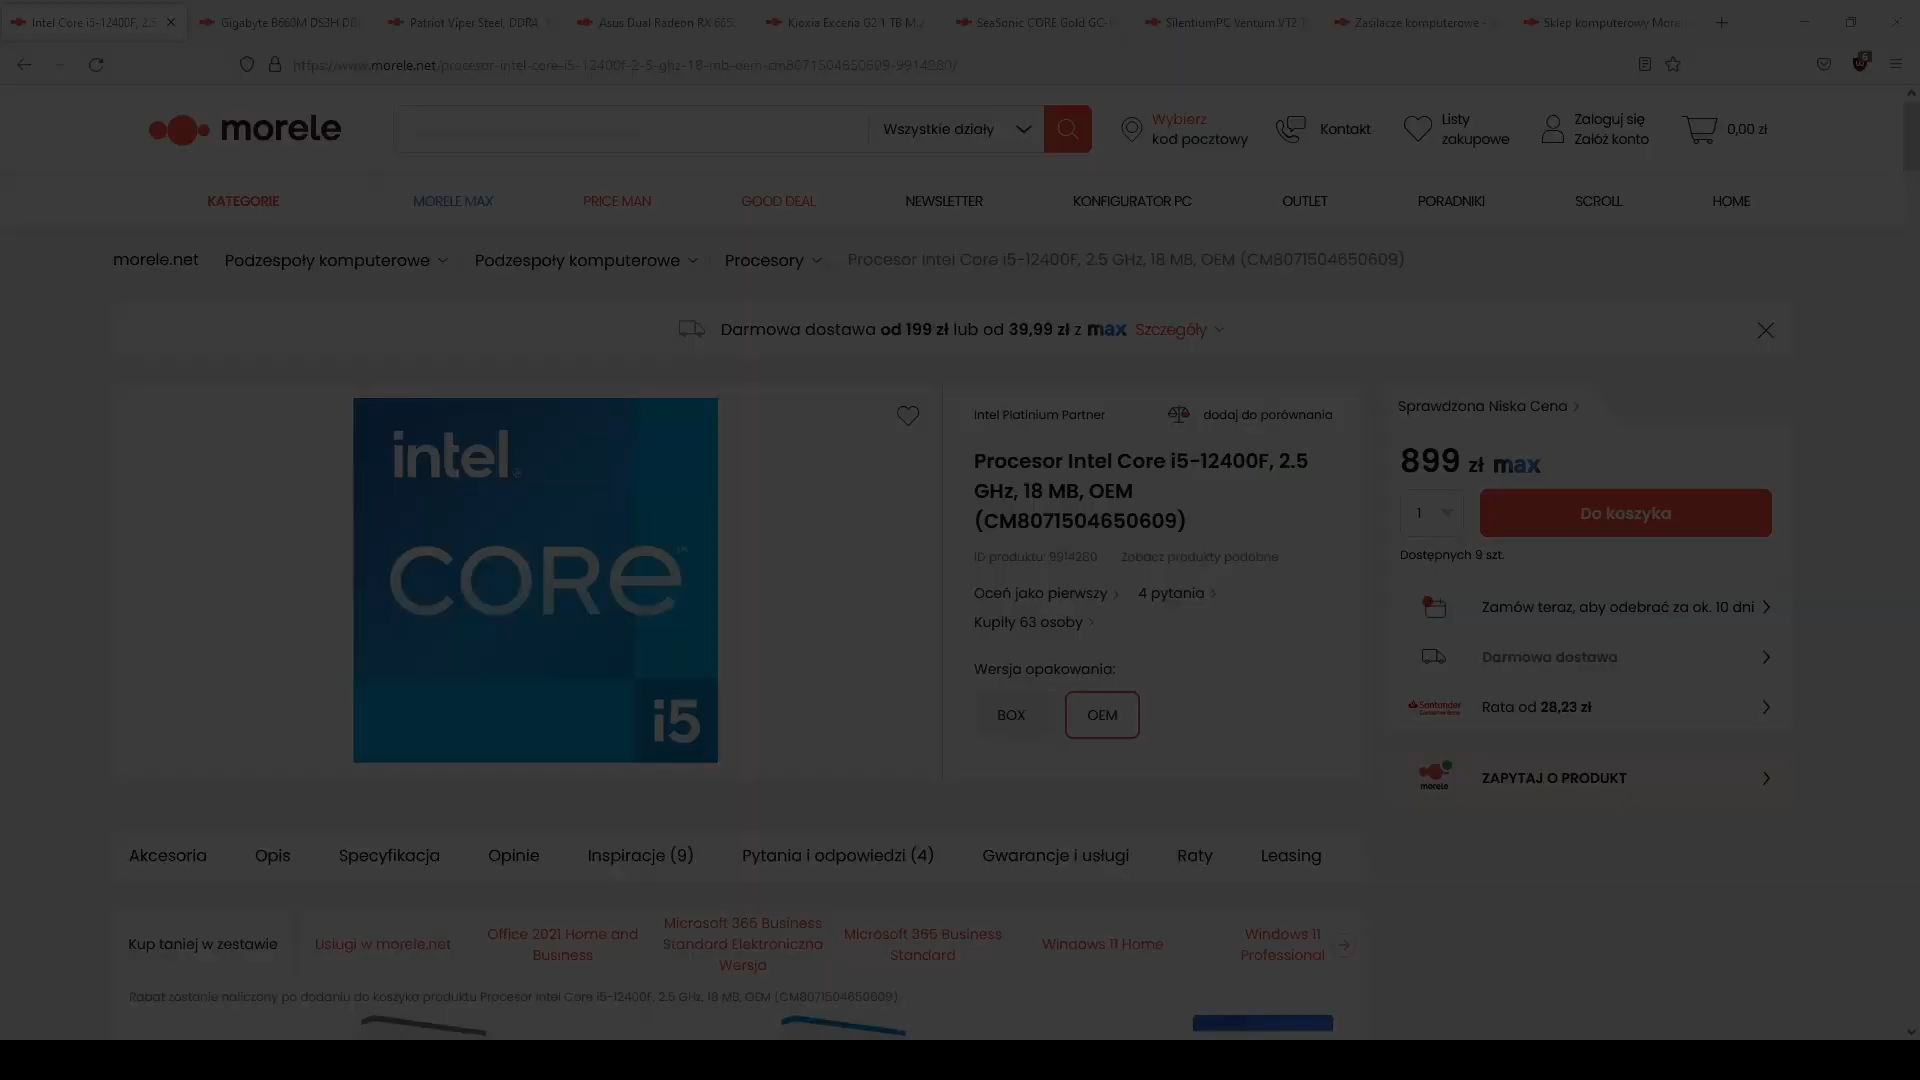 Intel Core i5-12400F, 2.5
Gigabyte B660M DS3H DD
Patriot Viper Steel, DDR4
Asus Dual Radeon RX 665
Kioxia Exceria G2 1 TB M.
SeaSonic CORE Gold GC-
SilentiumPC Ventum VT2
Zasilacze komputerowe -
Sklep komputerowy More
https://www.morele.net/procesor-intel-core-i5-12400f-2-5-ghz-18-mb-oem-cm8071504650609-9914280/
morele
Wszystkie działy
Wybierz
kod pocztowy
Kontakt
Listy
zakupowe
Zaloguj się
Załóż konto
0,00 zł
KATEGORIE
MORELE MAX
PRICE MAN
GOOD DEAL
NEWSLETTER
KONFIGURATOR PC
OUTLET
PORADNIKI
SCROLL
HOME
morele.net
Podzespoły komputerowe
Podzespoły komputerowe
Procesory
Procesor Intel Core i5-12400F, 2.5 GHz, 18 MB, OEM (CM8071504650609)
Darmowa dostawa od 199 zł lub od 39,99 zł z max Szczegóły
intel
CORE
i5
Intel Platinium Partner
dodaj do porównania
Procesor Intel Core i5-12400F, 2.5
GHz, 18 MB, OEM
(CM8071504650609)
ID produktu: 9914280
Zobacz produkty podobne
Oceń jako pierwszy
4 pytania
Kupiły 63 osoby
Wersja opakowania:
BOX
OEM
Sprawdzona Niska Cena
899 zł max
1
Do koszyka
Dostępnych 9 szt.
Zamów teraz, aby odebrać za ok. 10 dni
Darmowa dostawa
Santander
Rata od 28,23 zł
morele
ZAPYTAJ O PRODUKT
Akcesoria
Opis
Specyfikacja
Opinie
Inspiracje (9)
Pytania i odpowiedzi (4)
Gwarancje i usługi
Raty
Leasing
Kup taniej w zestawie
Usługi w morele.net
Office 2021 Home and
Business
Microsoft 365 Business
Standard Elektroniczna
Wersja
Microsoft 365 Business
Standard
Windows 11 Home
Windows 11
Professional
Rabat zostanie naliczony po dodaniu do koszyka produktu Procesor Intel Core i5-12400F, 2.5 GHz, 18 MB, OEM (CM8071504650609)